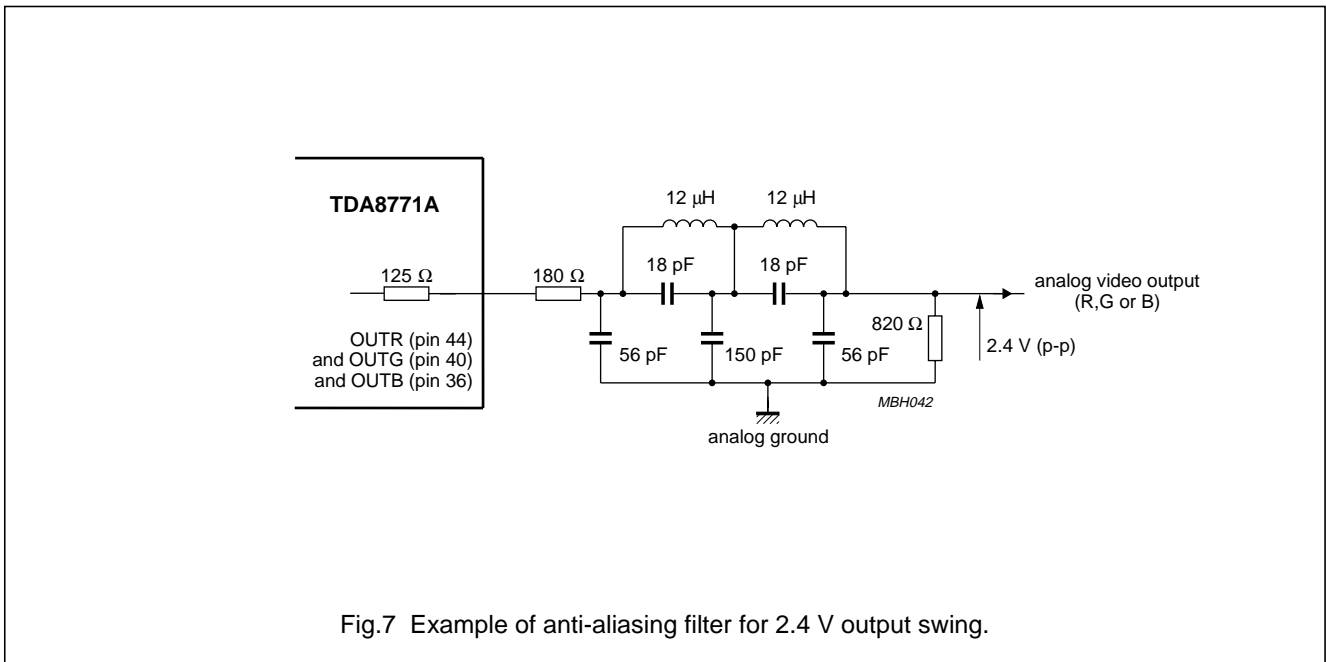 12 μH
12 μH
TDA8771A
18 pF
18 pF
125 Ω
180 Ω
analog video output
(R,G or B)
820 Ω
OUTR (pin 44)
and OUTG (pin 40)
and OUTB (pin 36)
56 pF
150 pF
56 pF
2.4 V (p-p)
MBH042
analog ground
Fig.7 Example of anti-aliasing filter for 2.4 V output swing.